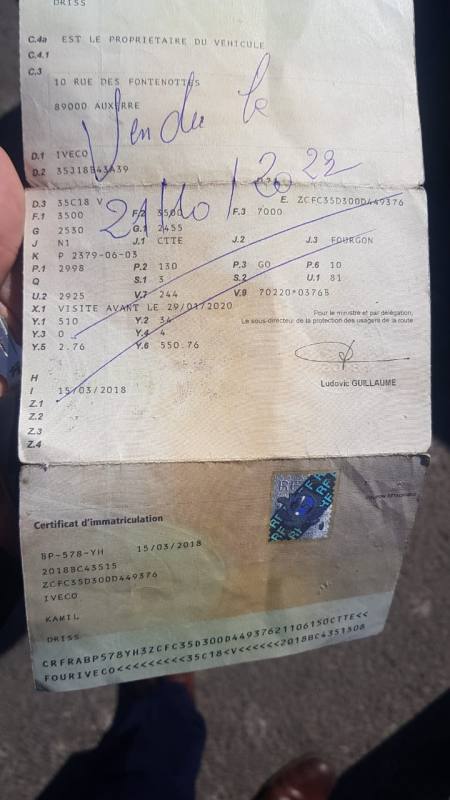 DRISS
C.4a EST LE PROPRIETAIRE DU VEHICULE
C.4.1
C.3
10 RUE DES FONTENOTTES
89000 AUXERRE
Vendu le
D.1 IVECO
D.2 35J18B43A39
21/10/2022
D.3 35C18 V E. ZCFC35D300D449376
F.1 3500 F.2 3500 F.3 7000
G 2530 G.1 2455
J N1 J.1 CTTE J.2 J.3 FOURGON
K P 2379-06-03
P.1 2998 P.2 130 P.3 GO P.6 10
Q S.1 3 S.2 U.1 81
U.2 2925 V.7 244 V.9 70220*0376B
X.1 VISITE AVANT LE 29/01/2020
Pour le ministre et par délégation,
Y.1 510 Y.2 34 Le sous-directeur de la protection des usagers de la route
Y.3 0 Y.4 4
Y.5 2.76 Y.6 550.76
H
Ludovic GUILLAUME
I 15/03/2018
Z.1
Z.2
Z.3
Z.4
RF
Certificat d'immatriculation
BP-578-YH 15/03/2018
2018BC43515
ZCFC35D300D449376
IVECO
KAMIL
DRISS
CRFRABP578YH3ZCFC35D300D4493762110615OCTTE<<
FOURIVECO<<<<<<<<<35C18<V<<<<<<2018BC4351508